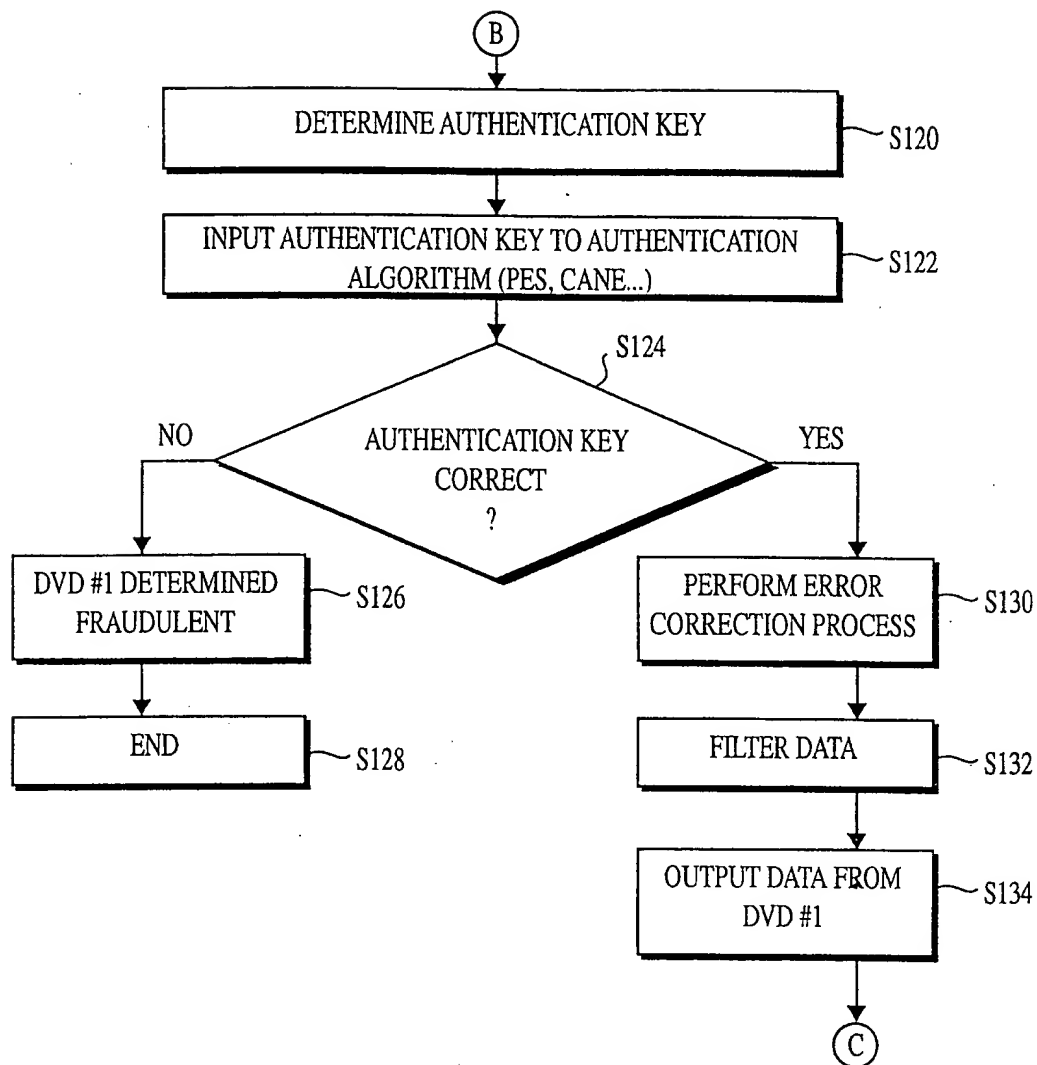 B
DETERMINE AUTHENTICATION KEY
S120
INPUT AUTHENTICATION KEY TO AUTHENTICATION
ALGORITHM (PES, CANE...)
S122
S124
AUTHENTICATION KEY
CORRECT
?
NO
YES
DVD #1 DETERMINED
FRAUDULENT
S126
PERFORM ERROR
CORRECTION PROCESS
S130
END
S128
FILTER DATA
S132
OUTPUT DATA FROM
DVD #1
S134
C